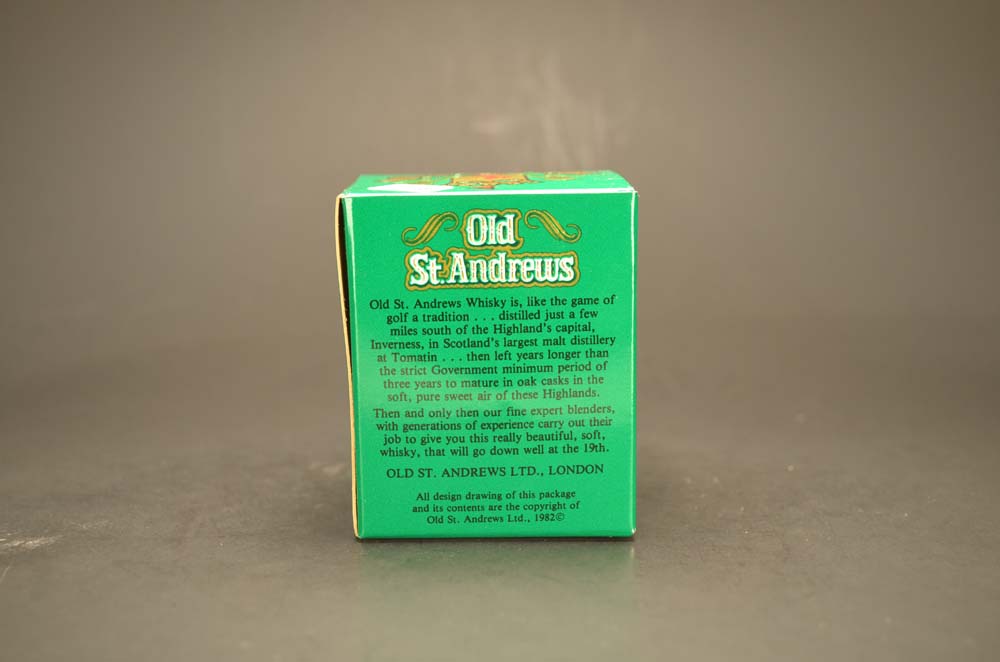 Old
St. Andrews
Old St. Andrews Whisky is, like the game of
golf a tradition . . . distilled just a few
miles south of the Highland's capital,
Inverness, in Scotland's largest malt distillery
at Tomatin . . . then left years longer than
the strict Government minimum period of
three years to mature in oak casks in the
soft, pure sweet air of these Highlands.
Then and only then our fine expert blenders,
with generations of experience carry out their
job to give you this really beautiful, soft,
whisky, that will go down well at the 19th.
OLD ST. ANDREWS LTD., LONDON
All design drawing of this package
and its contents are the copyright of
Old St. Andrews Ltd., 1982©